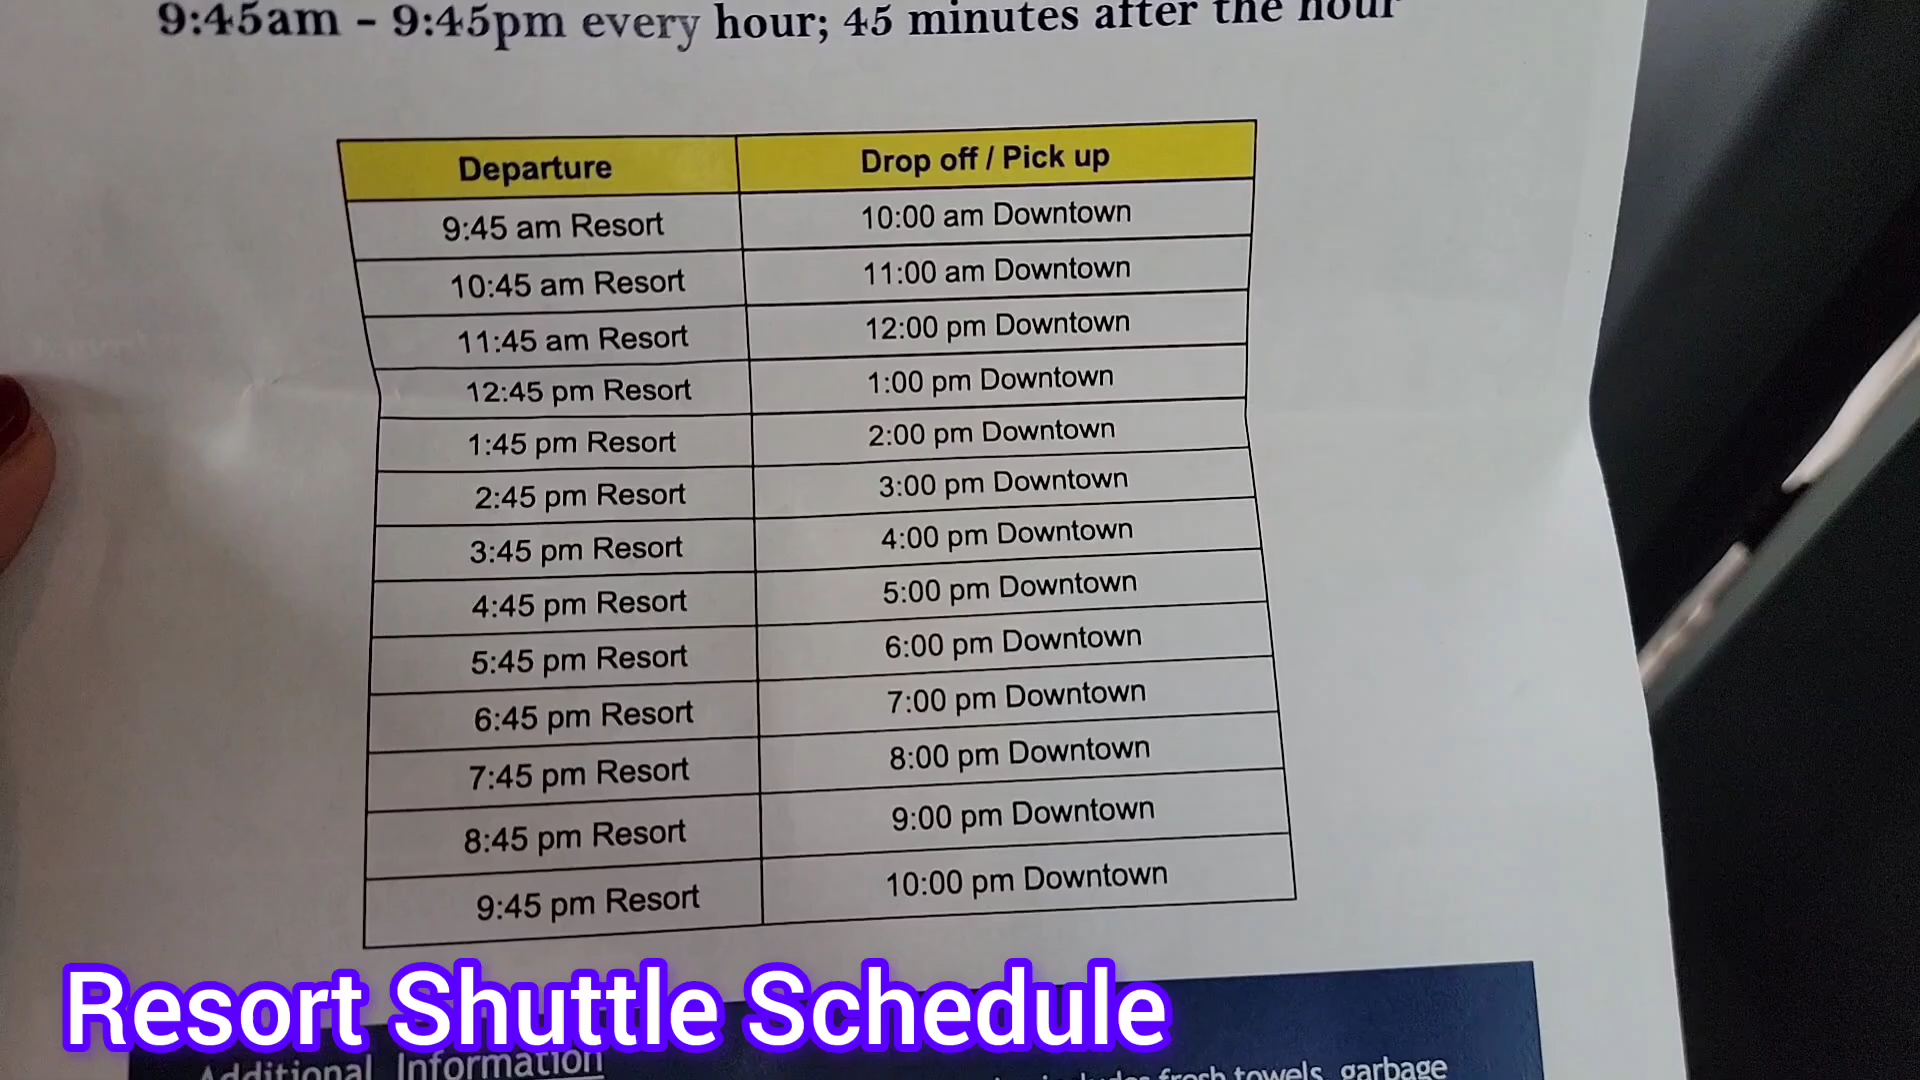 9:45am - 9:45pm every hour; 45 minutes after the hour
Departure Drop off / Pick up
9:45 am Resort 10:00 am Downtown
10:45 am Resort 11:00 am Downtown
11:45 am Resort 12:00 pm Downtown
12:45 pm Resort 1:00 pm Downtown
1:45 pm Resort 2:00 pm Downtown
2:45 pm Resort 3:00 pm Downtown
3:45 pm Resort 4:00 pm Downtown
4:45 pm Resort 5:00 pm Downtown
5:45 pm Resort 6:00 pm Downtown
6:45 pm Resort 7:00 pm Downtown
7:45 pm Resort 8:00 pm Downtown
8:45 pm Resort 9:00 pm Downtown
9:45 pm Resort 10:00 pm Downtown
Resort Shuttle Schedule
Additional Information
fresh towels, garbage